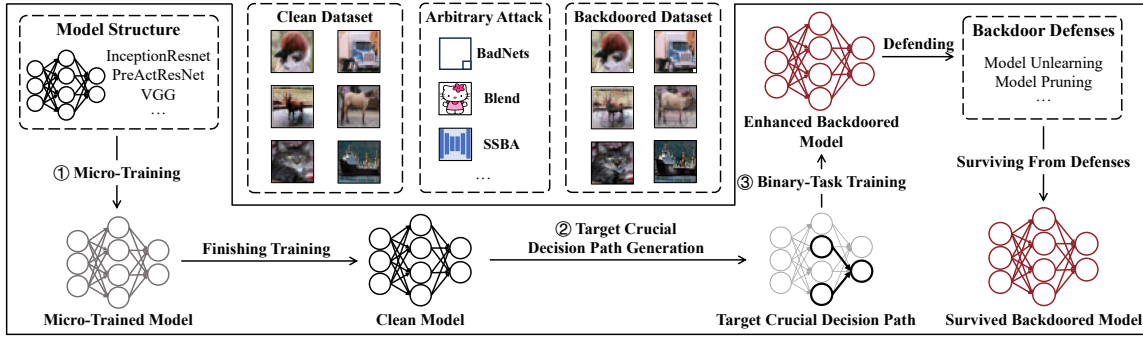 Model Structure
InceptionResnet
PreActResNet
VGG
…
Clean Dataset
Arbitrary Attack
BadNets
Blend
SSBA
…
Backdoored Dataset
Defending
Backdoor Defenses
Model Unlearning
Model Pruning
…
Enhanced Backdoored
Model
① Micro-Training
③ Binary-Task Training
Surviving From Defenses
Finishing Training
② Target Crucial
Decision Path Generation
Micro-Trained Model
Clean Model
Target Crucial Decision Path
Survived Backdoored Model